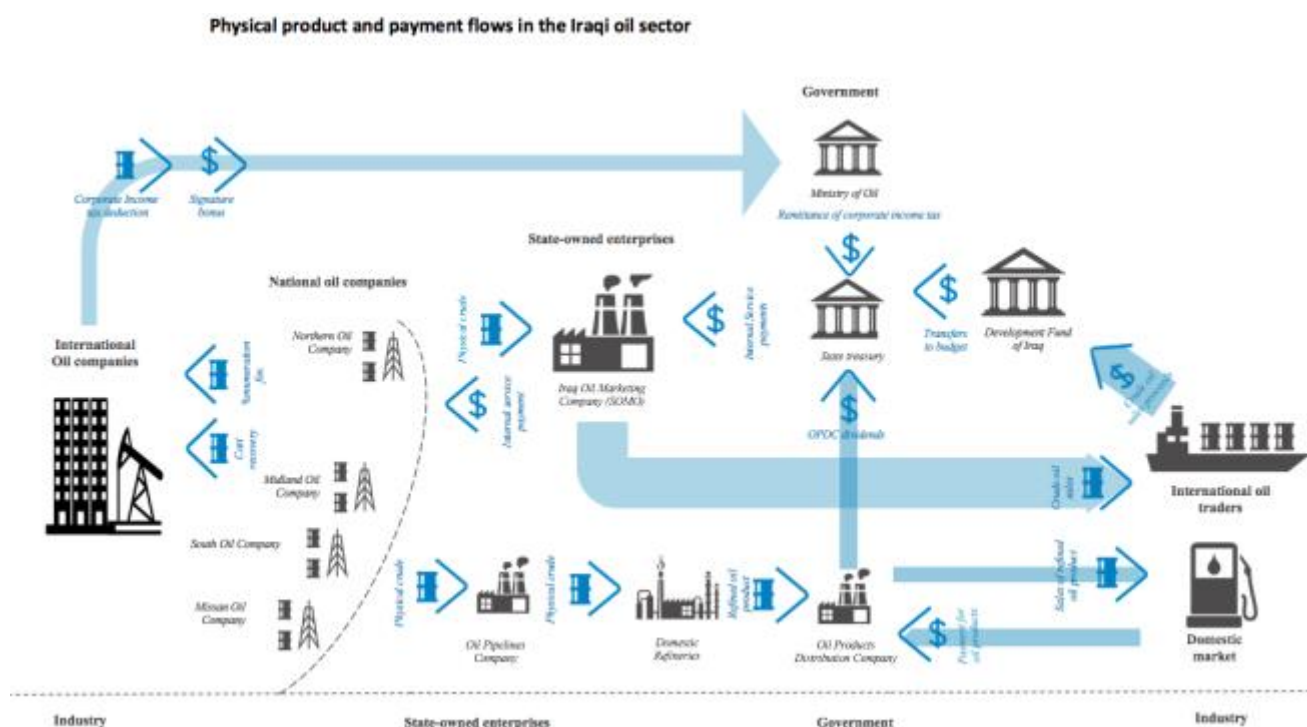 Physical product and payment flows in the Iraqi oil sector
Government
Ministry of Oil
Remittance of corporate income tax
Corporate Income
tax deduction
Signature
bonus
State-owned enterprises
National oil companies
Northern Oil
Company
Physical crude
Internal Service
payments
State treasury
Transfers
to budget
Development Fund
of Iraq
International
Oil companies
Remuneration
fee
Iraq Oil Marketing
Company (SOMO)
Internal service
payment
Cost
recovery
OPDC dividends
Midland Oil
Company
Crude oil
sales
International oil
traders
South Oil Company
Missan Oil
Company
Physical crude
Oil Pipelines
Company
Physical crude
Domestic
Refineries
Refined oil
product
Oil Products
Distribution Company
Sales of refined
oil product
Payment for
oil products
Domestic
market
Industry
State-owned enterprises
Government
Industry